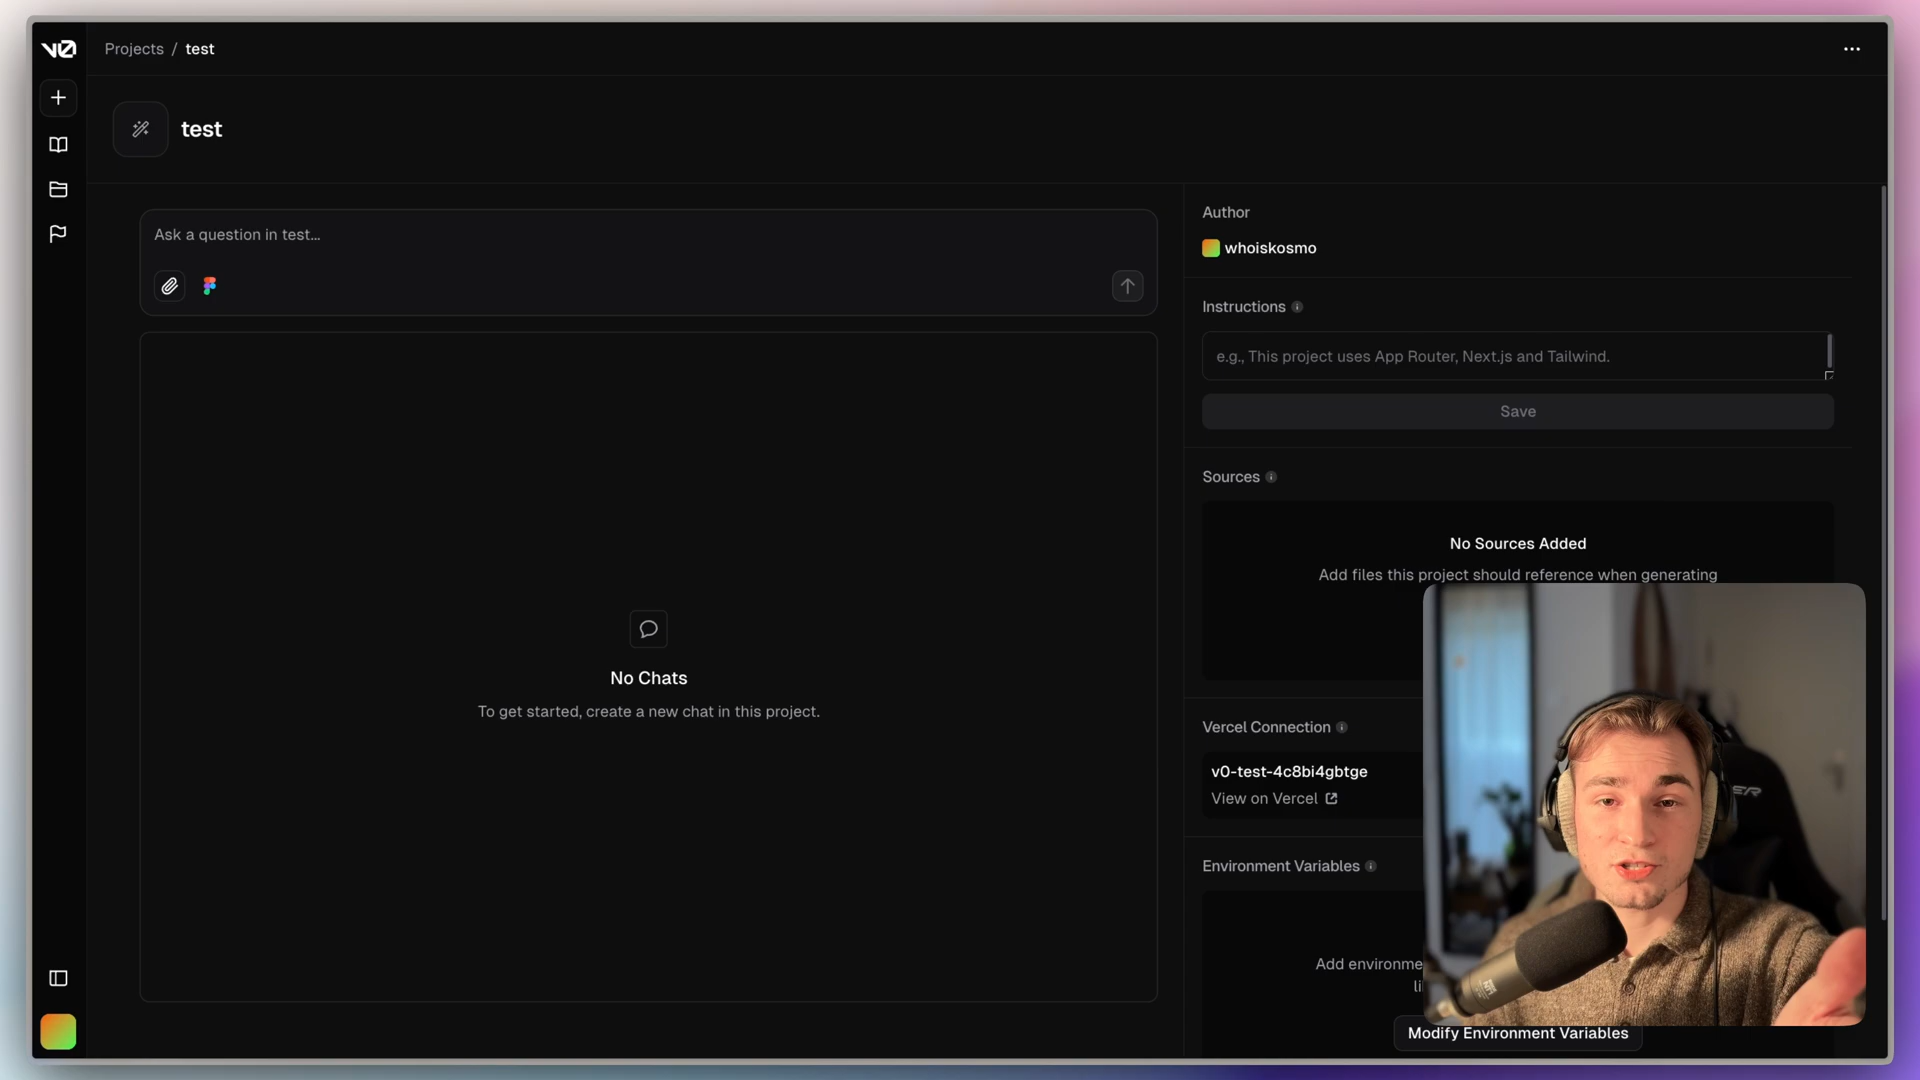 v0
Projects / test
test
Ask a question in test...
No Chats
To get started, create a new chat in this project.
Author
whoiskosmo
Instructions
e.g., This project uses App Router, Next.js and Tailwind.
Save
Sources
No Sources Added
Add files this project should reference when generating
Vercel Connection
v0-test-4c8bi4gbtge
View on Vercel
Environment Variables
Add environme
li
Modify Environment Variables